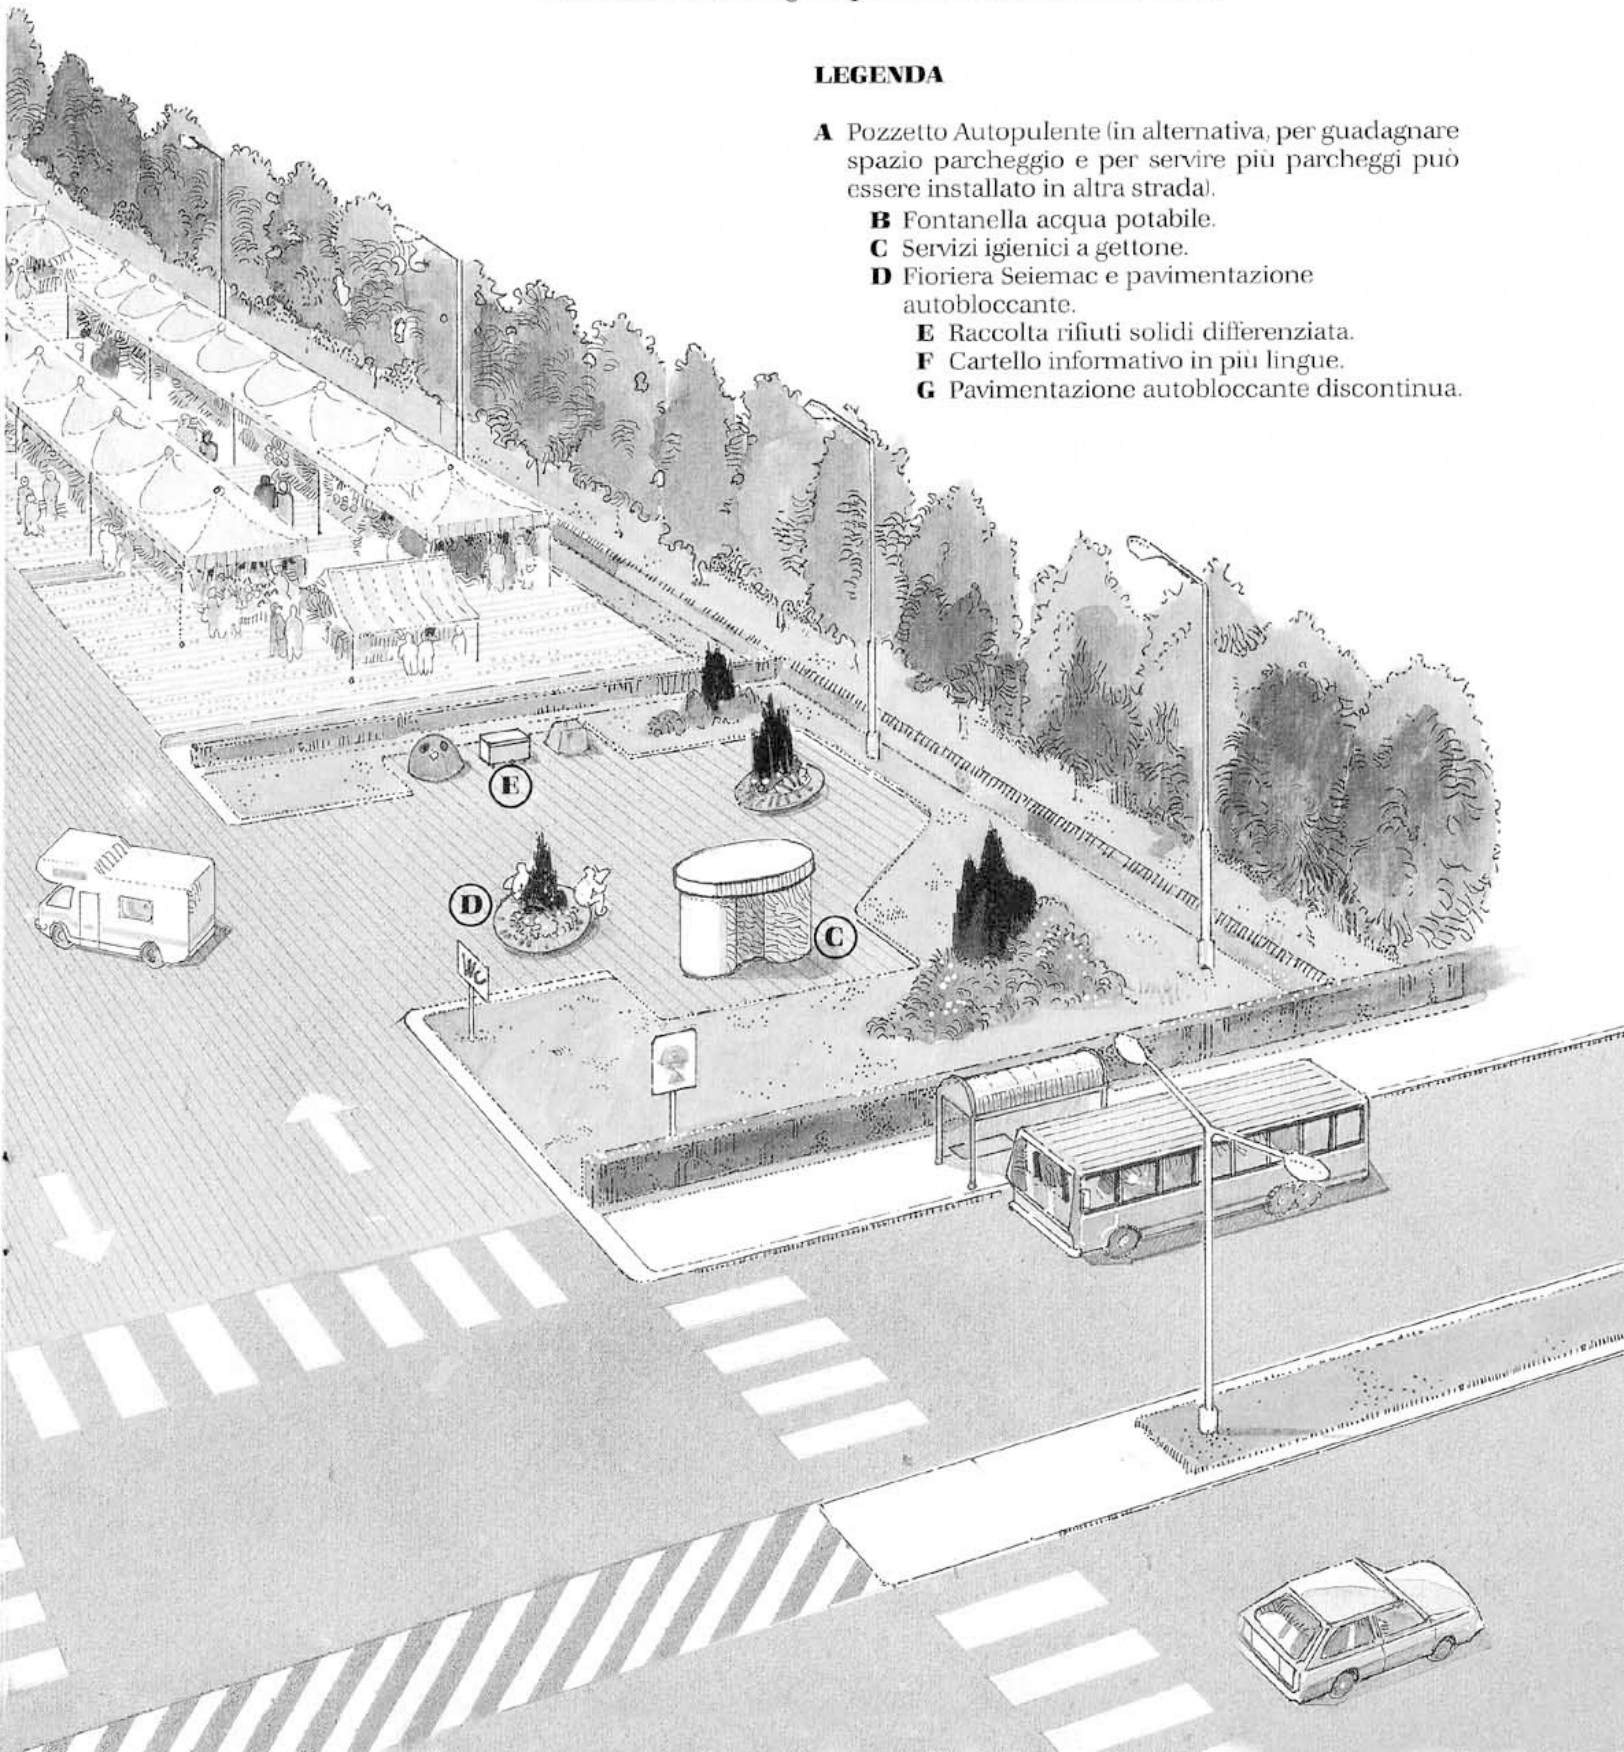 LEGENDA
A Pozzetto Autopulente (in alternativa, per guadagnare
spazio parcheggio e per servire più parcheggi può
essere installato in altra strada).
B Fontanella acqua potabile.
C Servizi igienici a gettone.
D Fioriera Seiemac e pavimentazione
autobloccante.
E Raccolta rifiuti solidi differenziata.
F Cartello informativo in più lingue.
G Pavimentazione autobloccante discontinua.
E
D
C
WC